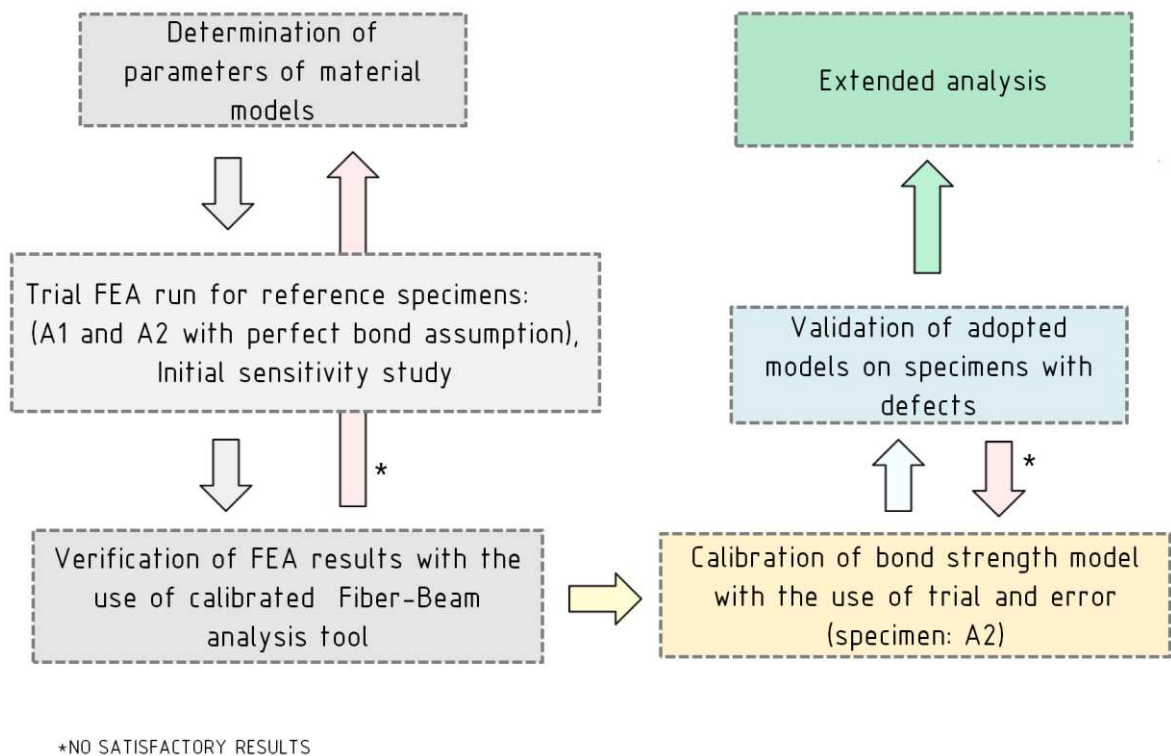 Determination of
parameters of material
models
Trial FEA run for reference specimens:
(A1 and A2 with perfect bond assumption),
Initial sensitivity study
*
Verification of FEA results with the
use of calibrated Fiber-Beam
analysis tool
Calibration of bond strength model
with the use of trial and error
(specimen: A2)
*
Validation of adopted
models on specimens with
defects
Extended analysis
*NO SATISFACTORY RESULTS